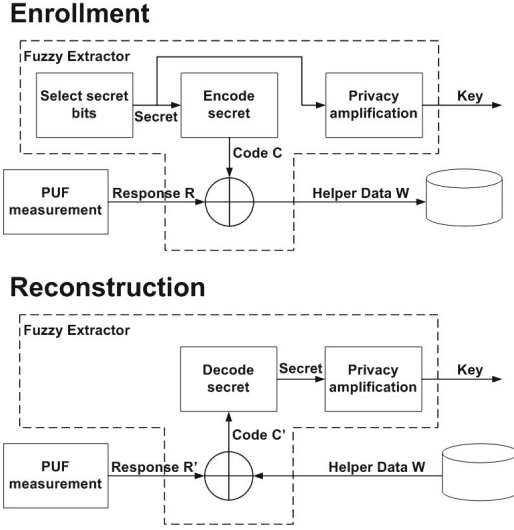 Enrollment
Fuzzy Extractor
Select secret
bits
Secret
Encode
secret
Privacy
amplification
Key
Code C
PUF
measurement
Response R
Helper Data W
Reconstruction
Fuzzy Extractor
Decode
secret
Secret
Privacy
amplification
Key
Code C'
PUF
measurement
Response R'
Helper Data W